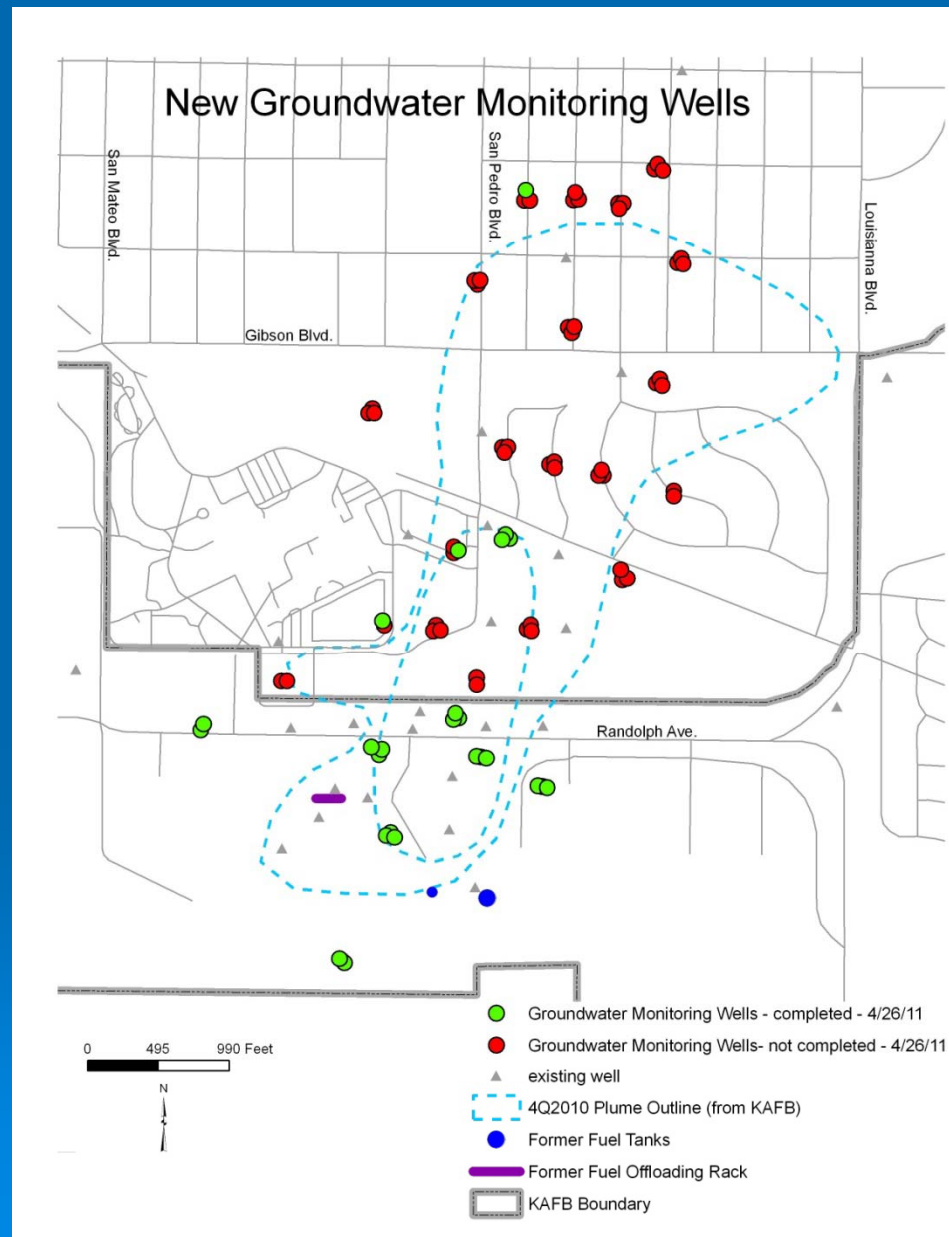 New Groundwater Monitoring Wells
San Mateo Blvd.
San Pedro Blvd.
Louisianna Blvd.
Gibson Blvd.
Randolph Ave.
0 495 990 Feet
N
Groundwater Monitoring Wells - completed - 4/26/11
Groundwater Monitoring Wells- not completed - 4/26/11
existing well
4Q2010 Plume Outline (from KAFB)
Former Fuel Tanks
Former Fuel Offloading Rack
KAFB Boundary